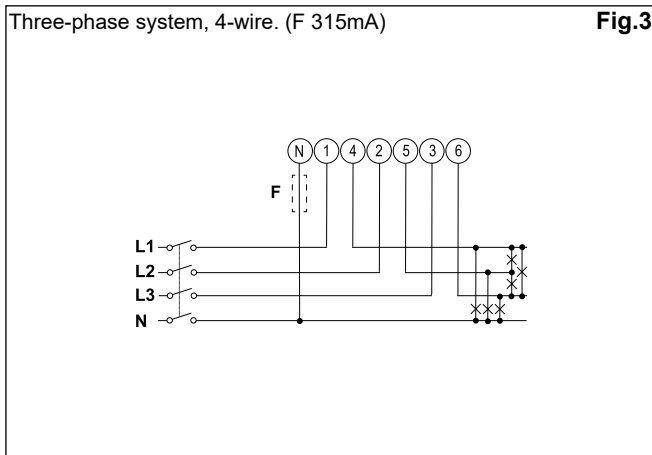 Three-phase system, 4-wire. (F 315mA) Fig.3
N 1 4 2 5 3 6
F
L1
L2
L3
N